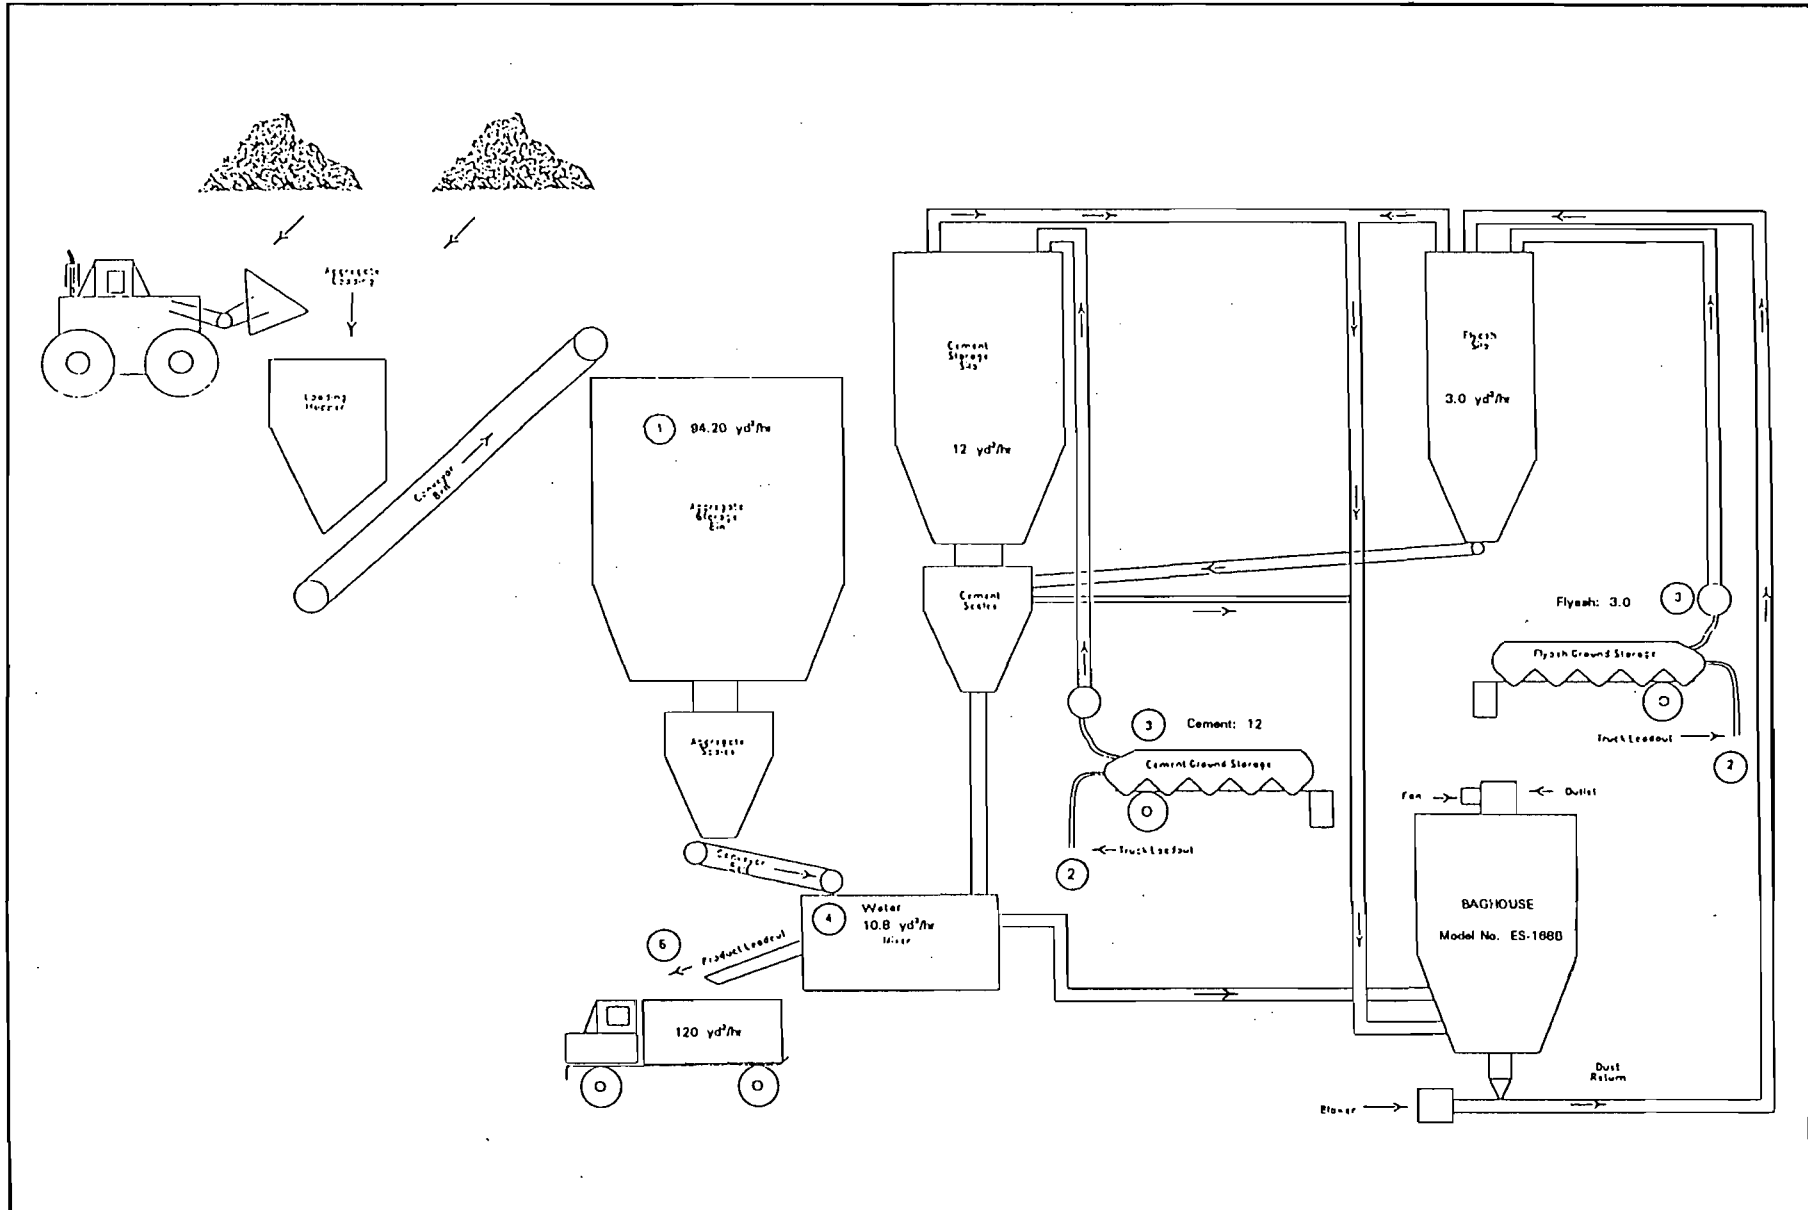 Aggregate
Loading
Loading
Hopper
Conveyor
Belt
1 94.20 yd³/hr
Aggregate
Storage
Bin
Aggregate
Scales
Conveyor
Belt
4 Water
10.8 yd³/hr
Mixer
5 Product Loadout
120 yd³/hr
Cement
Storage
Silo
12 yd³/hr
Cement
Scales
3 Cement: 12
Cement Ground Storage
Truck Loadout
2
Flyash
Silo
3.0 yd³/hr
Flyash: 3.0 3
Flyash Ground Storage
Truck Loadout
2
Fan
Outlet
BAGHOUSE
Model No. ES-168B
Dust
Return
Blower